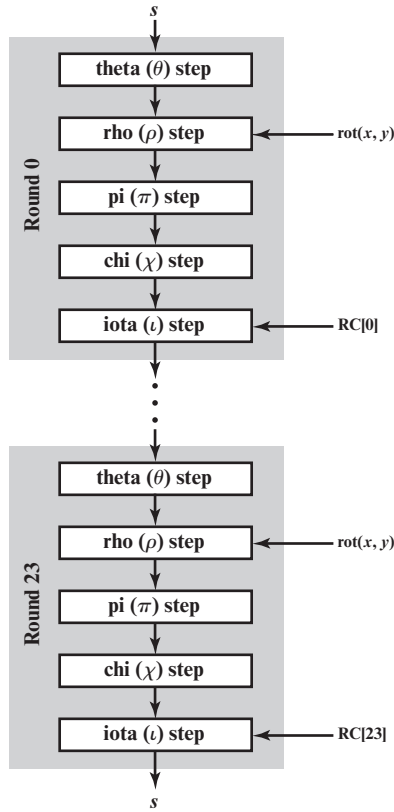 s
Round 0
theta (θ) step
rho (ρ) step
rot(x, y)
pi (π) step
chi (χ) step
iota (ι) step
RC[0]
Round 23
theta (θ) step
rho (ρ) step
rot(x, y)
pi (π) step
chi (χ) step
iota (ι) step
RC[23]
s